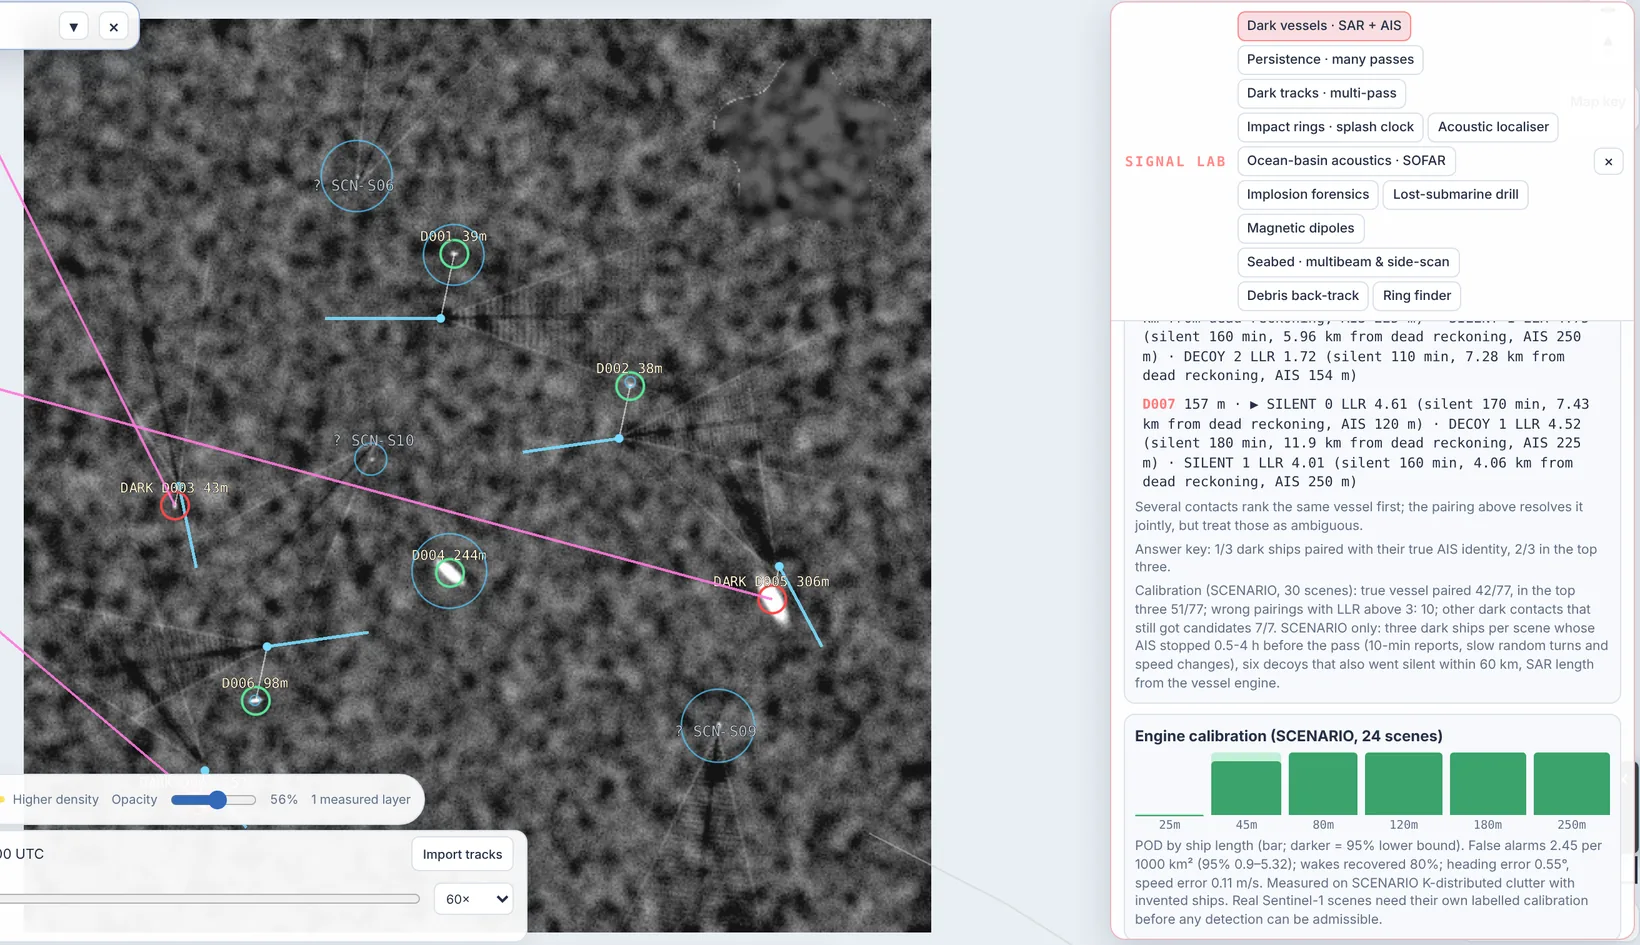 ▼ ×
? SCN-S06
D001 39m
D002 38m
? SCN-S10
DARK D003 43m
D004 244m
DARK D005 306m
D006 98m
? SCN-S09
Higher density Opacity 56% 1 measured layer
00 UTC
Import tracks
60×
Map key
SIGNAL LAB
Dark vessels · SAR + AIS
Persistence · many passes
Dark tracks · multi-pass
Impact rings · splash clock Acoustic localiser
Ocean-basin acoustics · SOFAR
×
Implosion forensics Lost-submarine drill
Magnetic dipoles
Seabed · multibeam & side-scan
Debris back-track Ring finder
(silent 160 min, 5.96 km from dead reckoning, AIS 250
m) · DECOY 2 LLR 1.72 (silent 110 min, 7.28 km from
dead reckoning, AIS 154 m)
D007 157 m · ▶ SILENT 0 LLR 4.61 (silent 170 min, 7.43
km from dead reckoning, AIS 120 m) · DECOY 1 LLR 4.52
(silent 180 min, 11.9 km from dead reckoning, AIS 225
m) · SILENT 1 LLR 4.01 (silent 160 min, 4.06 km from
dead reckoning, AIS 250 m)
Several contacts rank the same vessel first; the pairing above resolves it
jointly, but treat those as ambiguous.
Answer key: 1/3 dark ships paired with their true AIS identity, 2/3 in the top
three.
Calibration (SCENARIO, 30 scenes): true vessel paired 42/77, in the top
three 51/77; wrong pairings with LLR above 3: 10; other dark contacts that
still got candidates 7/7. SCENARIO only: three dark ships per scene whose
AIS stopped 0.5-4 h before the pass (10-min reports, slow random turns and
speed changes), six decoys that also went silent within 60 km, SAR length
from the vessel engine.
Engine calibration (SCENARIO, 24 scenes)
25m 45m 80m 120m 180m 250m
POD by ship length (bar; darker = 95% lower bound). False alarms 2.45 per
1000 km² (95% 0.9–5.32); wakes recovered 80%; heading error 0.55°,
speed error 0.11 m/s. Measured on SCENARIO K-distributed clutter with
invented ships. Real Sentinel-1 scenes need their own labelled calibration
before any detection can be admissible.